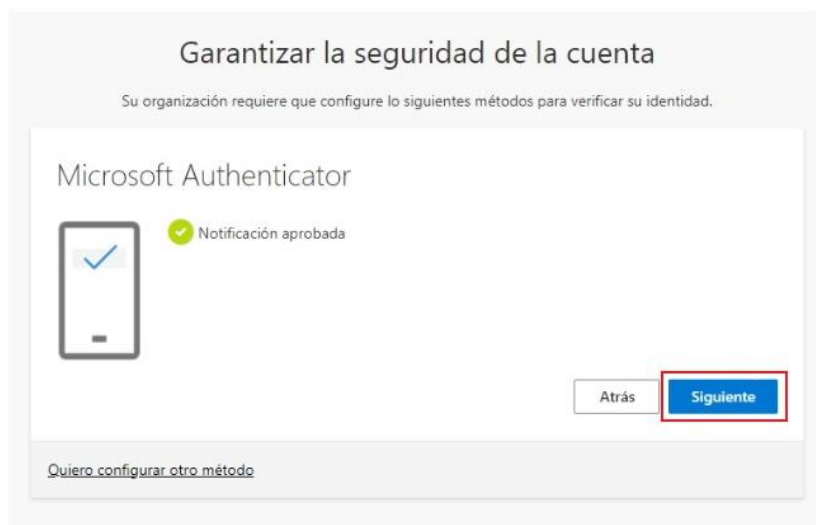 Garantizar la seguridad de la cuenta
Su organización requiere que configure lo siguientes métodos para verificar su identidad.
Microsoft Authenticator
Notificación aprobada
Atrás
Siguiente
Quiero configurar otro método